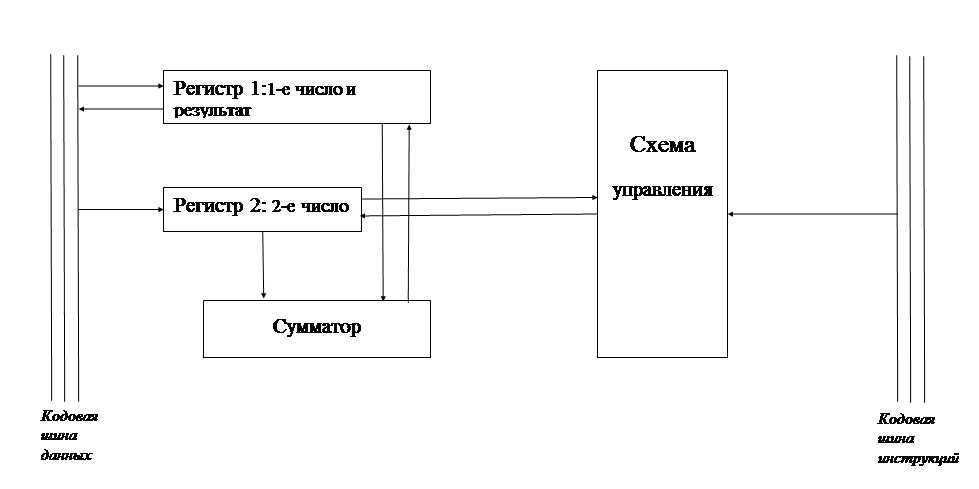 Регистр 1:1-е число и
результат
Схема
управления
Регистр 2: 2-е число
Сумматор
Кодовая
шина
данных
Кодовая
шина
инструкций